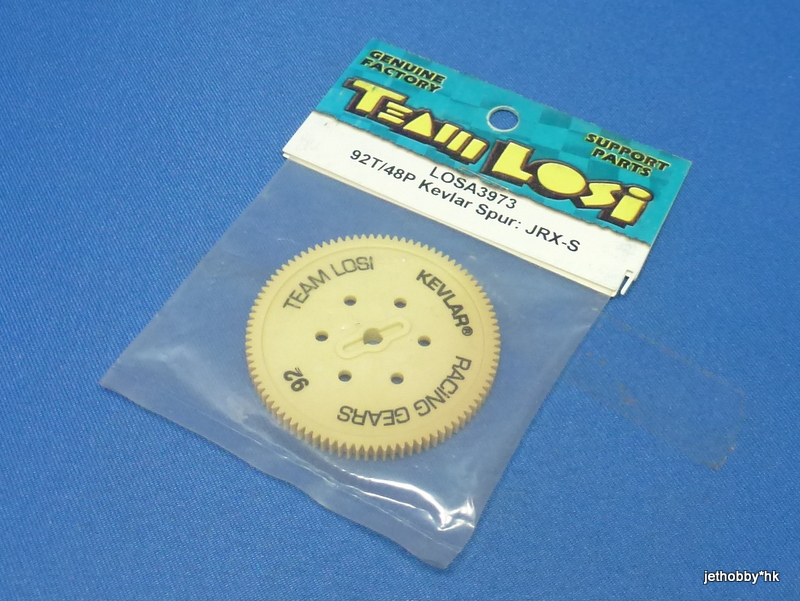 GENUINE
FACTORY
TEAM LOSI
SUPPORT
PARTS
LOSA3973
92T/48P Kevlar Spur: JRX-S
TEAM LOSI
KEVLAR®
RACING GEARS
92
jethobby*hk